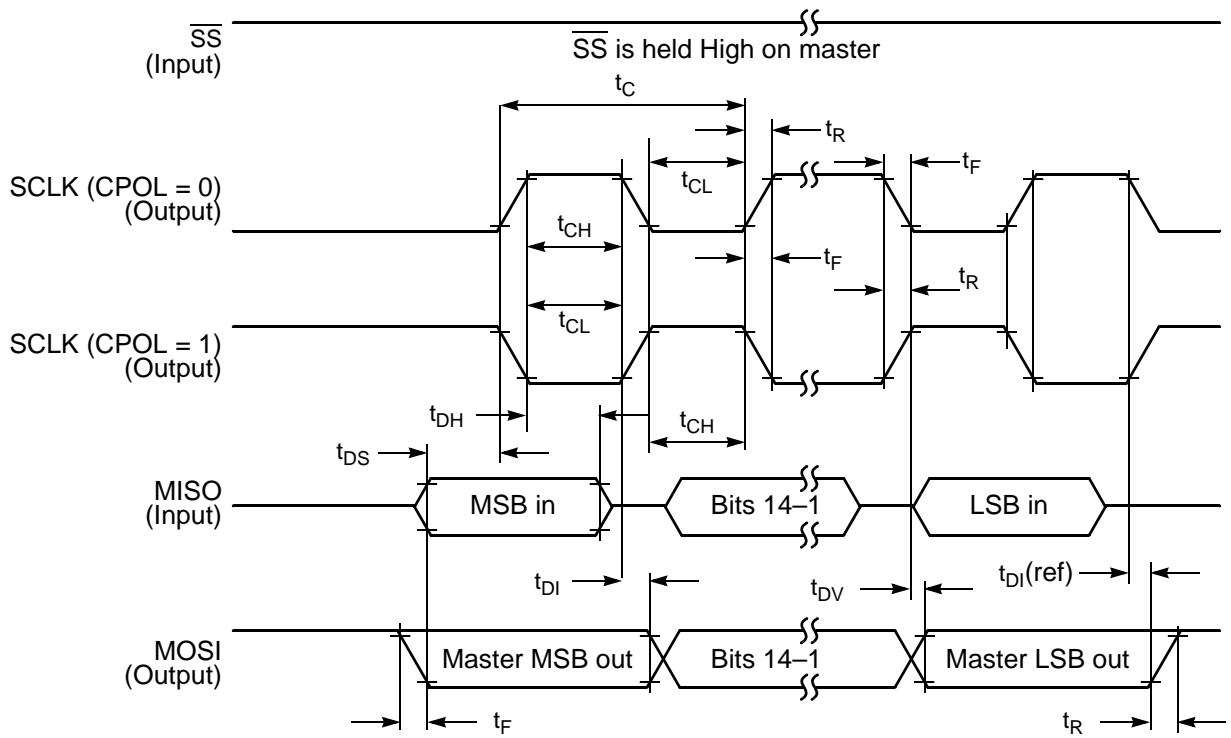 SS
(Input)
SS is held High on master
tC
tR
tF
SCLK (CPOL = 0)
(Output)
tCL
tCH
tF
tR
tCL
SCLK (CPOL = 1)
(Output)
tDH
tCH
tDS
MISO
(Input)
MSB in
Bits 14–1
LSB in
tDI
tDV
tDI(ref)
MOSI
(Output)
Master MSB out
Bits 14–1
Master LSB out
tF
tR